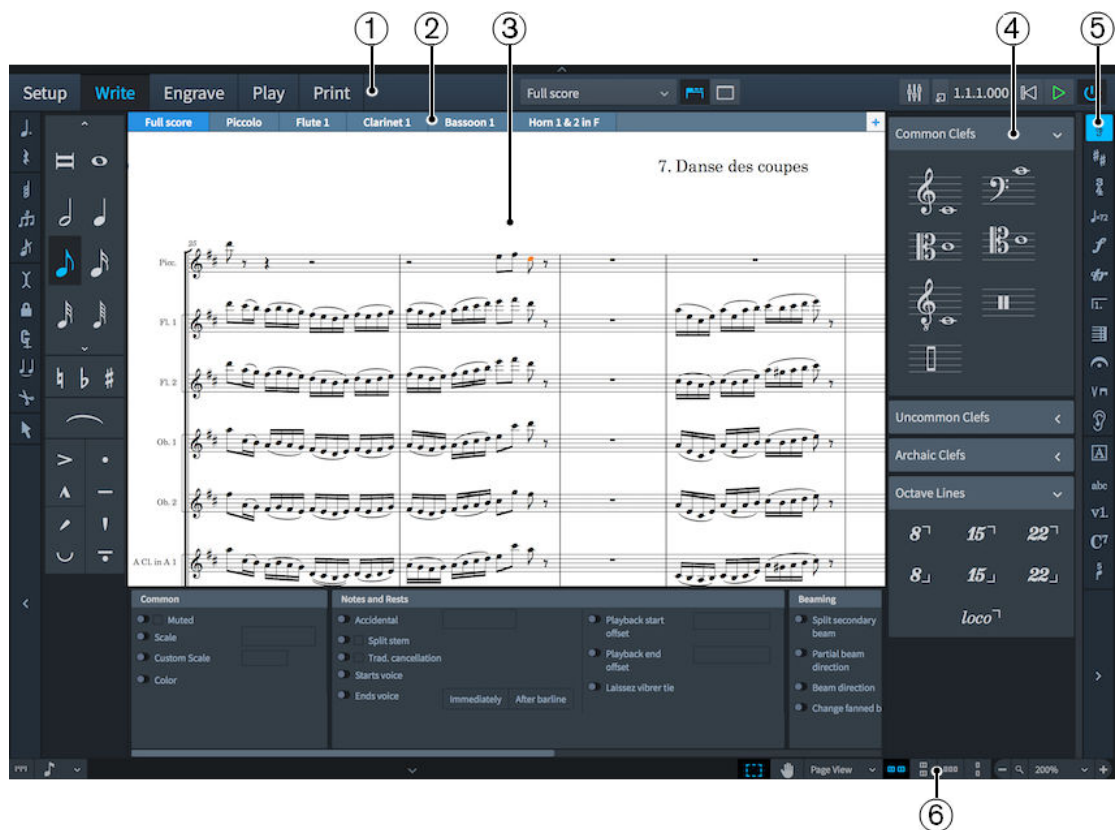 ① ② ③ ④ ⑤
Setup Write Engrave Play Print Full score 1.1.1.000
Full score Piccolo Flute 1 Clarinet 1 Bassoon 1 Horn 1 & 2 in F +
7. Danse des coupes
25
Picc.
Fl. 1
Fl. 2
Ob. 1
Ob. 2
A Cl. in A 1
Common Clefs
Uncommon Clefs
Archaic Clefs
Octave Lines
8 15 22
8 15 22
loco
♩=72
f
tr
1.
A
abc
v1.
C7
5
Common
Muted
Scale
Custom Scale
Color
Notes and Rests
Accidental
Split stem
Trad. cancellation
Starts voice
Ends voice Immediately After barline
Playback start
offset
Playback end
offset
Laissez vibrer tie
Beaming
Split secondary
beam
Partial beam
direction
Beam direction
Change fanned b
Page View 200%
⑥